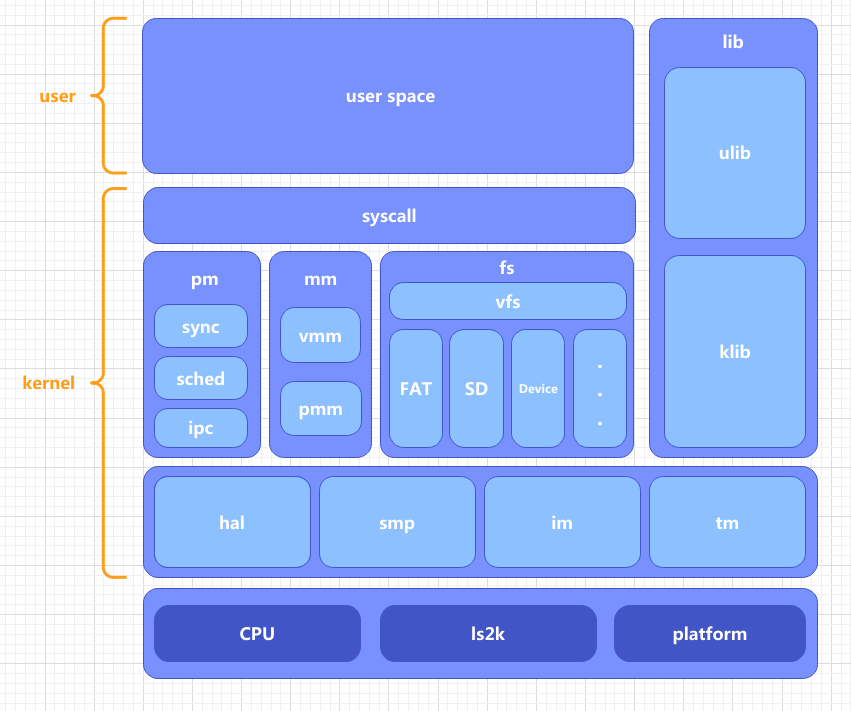 user
user space
lib
ulib
klib
kernel
syscall
pm
sync
sched
ipc
mm
vmm
pmm
fs
vfs
FAT
SD
Device
.
.
.
hal
smp
im
tm
CPU
ls2k
platform